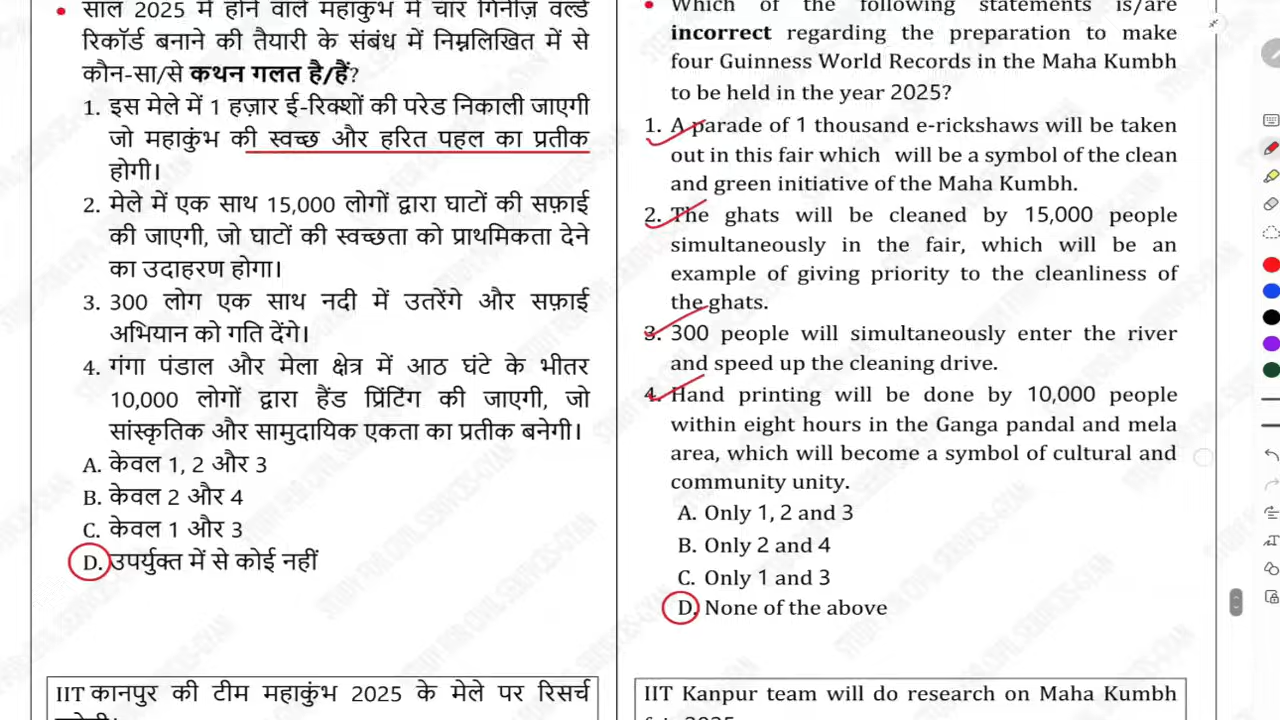 साल 2025 में होने वाले महाकुंभ में चार गिनीज़ वर्ल्ड
रिकॉर्ड बनाने की तैयारी के संबंध में निम्नलिखित में से
कौन-सा/से कथन गलत है/हैं?
1. इस मेले में 1 हज़ार ई-रिक्शों की परेड निकाली जाएगी
जो महाकुंभ की स्वच्छ और हरित पहल का प्रतीक
होगी।
2. मेले में एक साथ 15,000 लोगों द्वारा घाटों की सफ़ाई
की जाएगी, जो घाटों की स्वच्छता को प्राथमिकता देने
का उदाहरण होगा।
3. 300 लोग एक साथ नदी में उतरेंगे और सफ़ाई
अभियान को गति देंगे।
4. गंगा पंडाल और मेला क्षेत्र में आठ घंटे के भीतर
10,000 लोगों द्वारा हैंड प्रिंटिंग की जाएगी, जो
सांस्कृतिक और सामुदायिक एकता का प्रतीक बनेगी।
A. केवल 1, 2 और 3
B. केवल 2 और 4
C. केवल 1 और 3
D. उपर्युक्त में से कोई नहीं
IIT कानपुर की टीम महाकुंभ 2025 के मेले पर रिसर्च
Which of the following statements is/are
incorrect regarding the preparation to make
four Guinness World Records in the Maha Kumbh
to be held in the year 2025?
1. A parade of 1 thousand e-rickshaws will be taken
out in this fair which will be a symbol of the clean
and green initiative of the Maha Kumbh.
2. The ghats will be cleaned by 15,000 people
simultaneously in the fair, which will be an
example of giving priority to the cleanliness of
the ghats.
3. 300 people will simultaneously enter the river
and speed up the cleaning drive.
4. Hand printing will be done by 10,000 people
within eight hours in the Ganga pandal and mela
area, which will become a symbol of cultural and
community unity.
A. Only 1, 2 and 3
B. Only 2 and 4
C. Only 1 and 3
D. None of the above
IIT Kanpur team will do research on Maha Kumbh